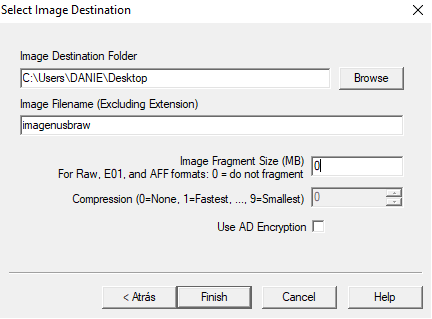 Select Image Destination
Image Destination Folder
C:\Users\DANIE\Desktop
Browse
Image Filename (Excluding Extension)
imagenusbraw
Image Fragment Size (MB)
For Raw, E01, and AFF formats: 0 = do not fragment
0
Compression (0=None, 1=Fastest, ..., 9=Smallest)
0
Use AD Encryption
< Atrás
Finish
Cancel
Help